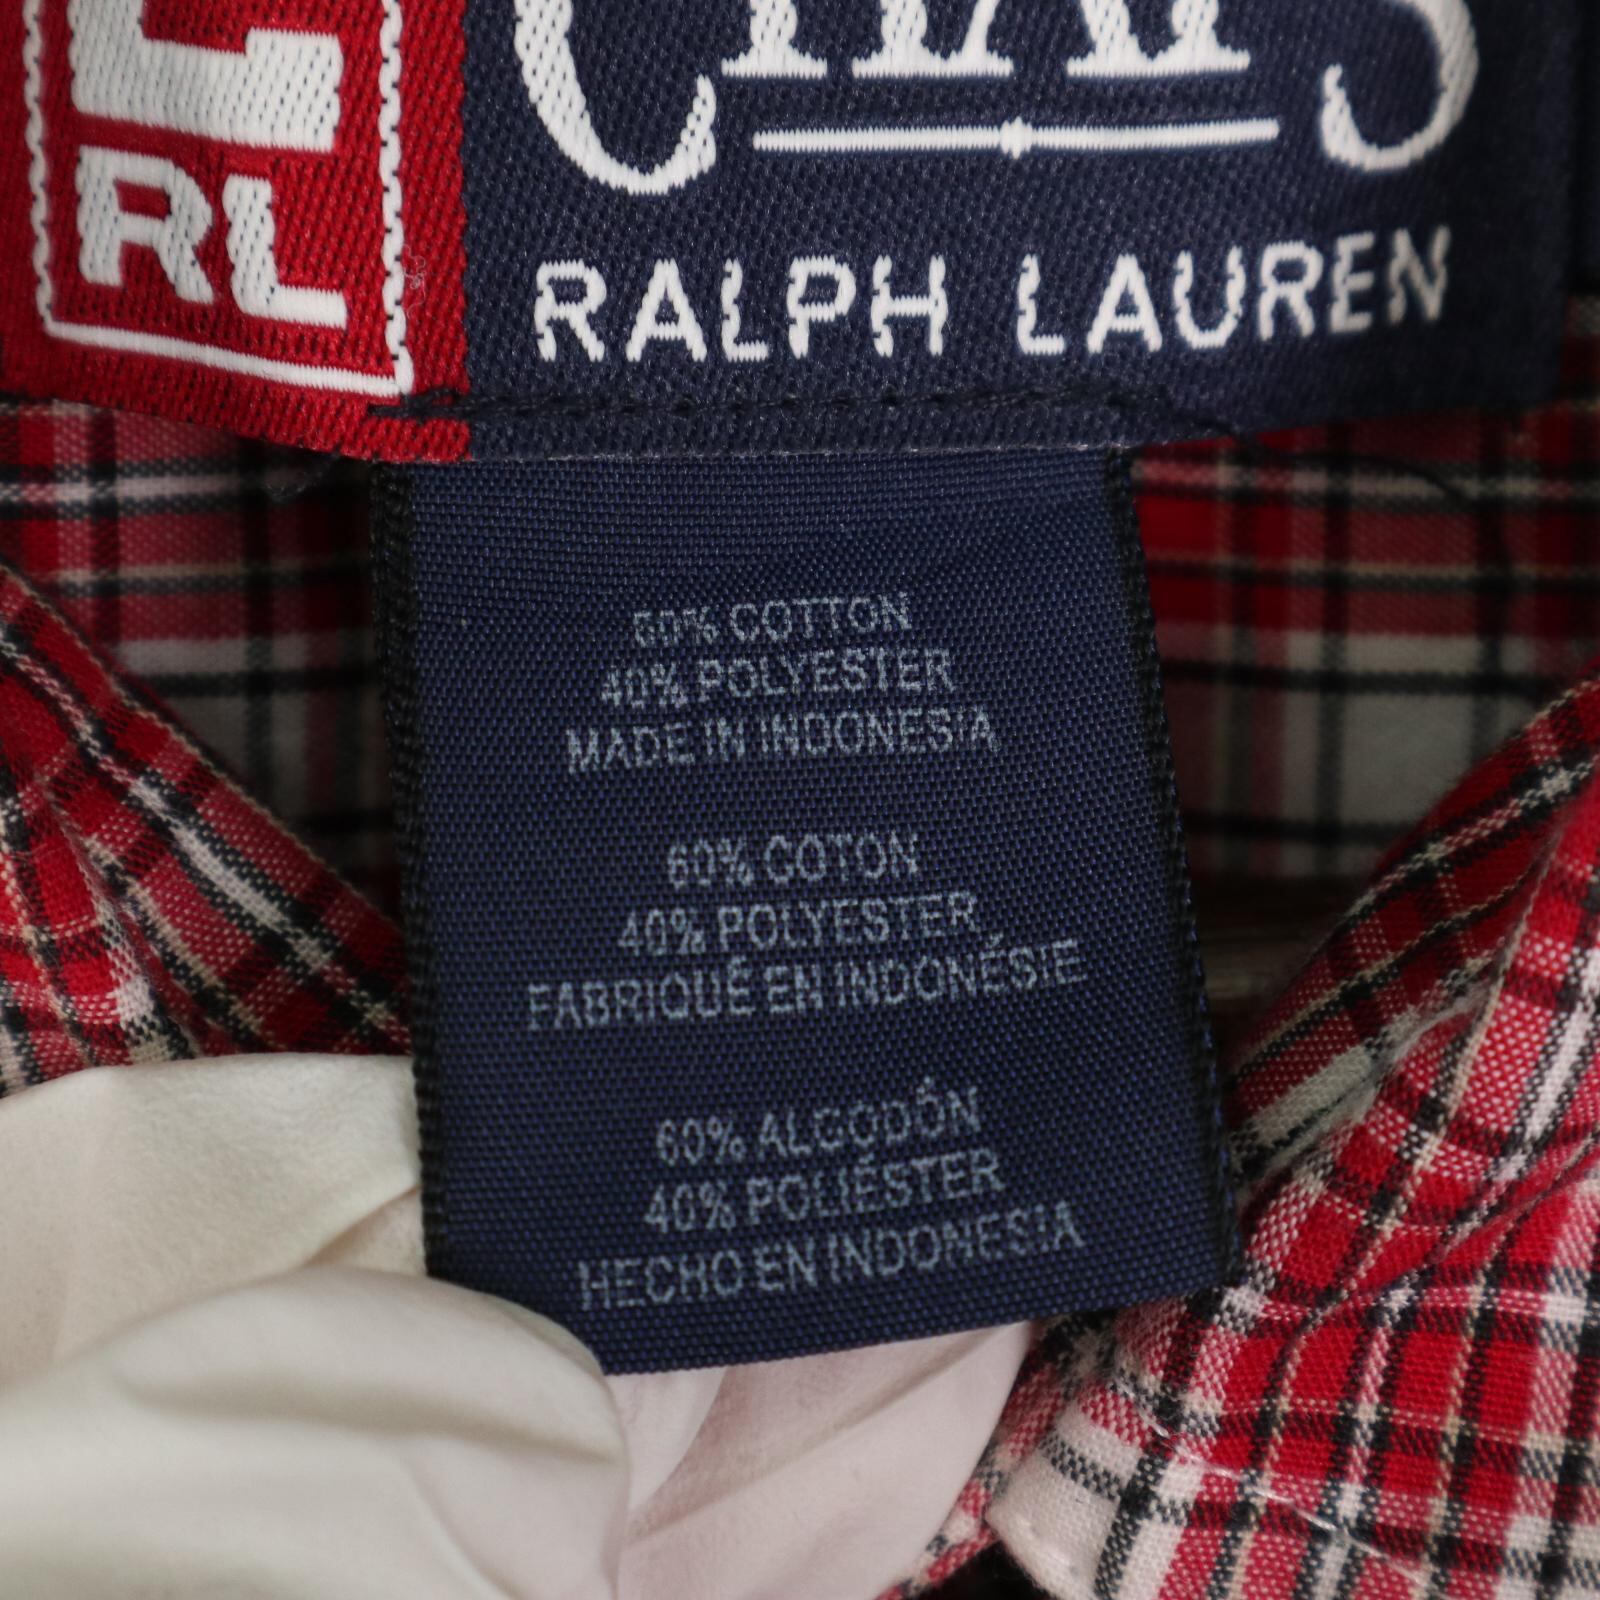 RL
CHAPS
RALPH LAUREN
60% COTTON
40% POLYESTER
MADE IN INDONESIA
60% COTON
40% POLYESTER
FABRIQUÉ EN INDONÉSIE
60% ALGODÓN
40% POLIÉSTER
HECHO EN INDONESIA